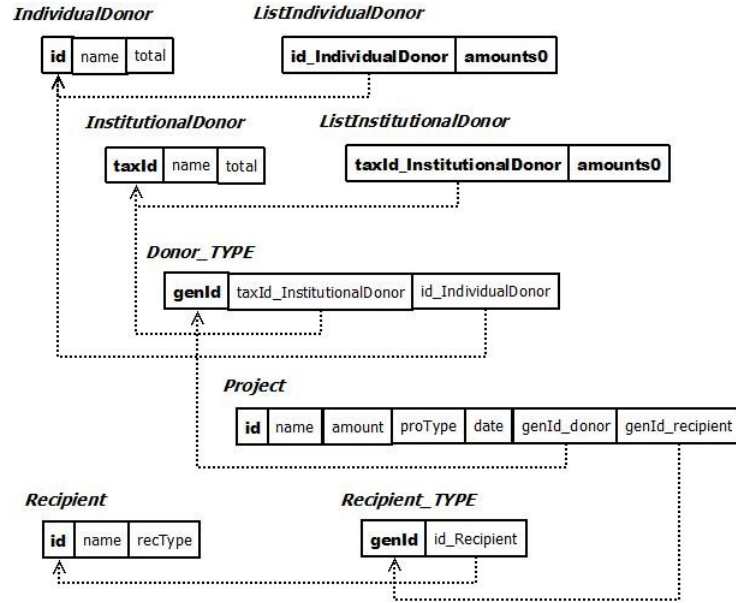 IndividualDonor ListIndividualDonor
id name total id_IndividualDonor amounts0
InstitutionalDonor ListInstitutionalDonor
taxId name total taxId_InstitutionalDonor amounts0
Donor_TYPE
genId taxId_InstitutionalDonor id_IndividualDonor
Project
id name amount proType date genId_donor genId_recipient
Recipient Recipient_TYPE
id name recType genId id_Recipient